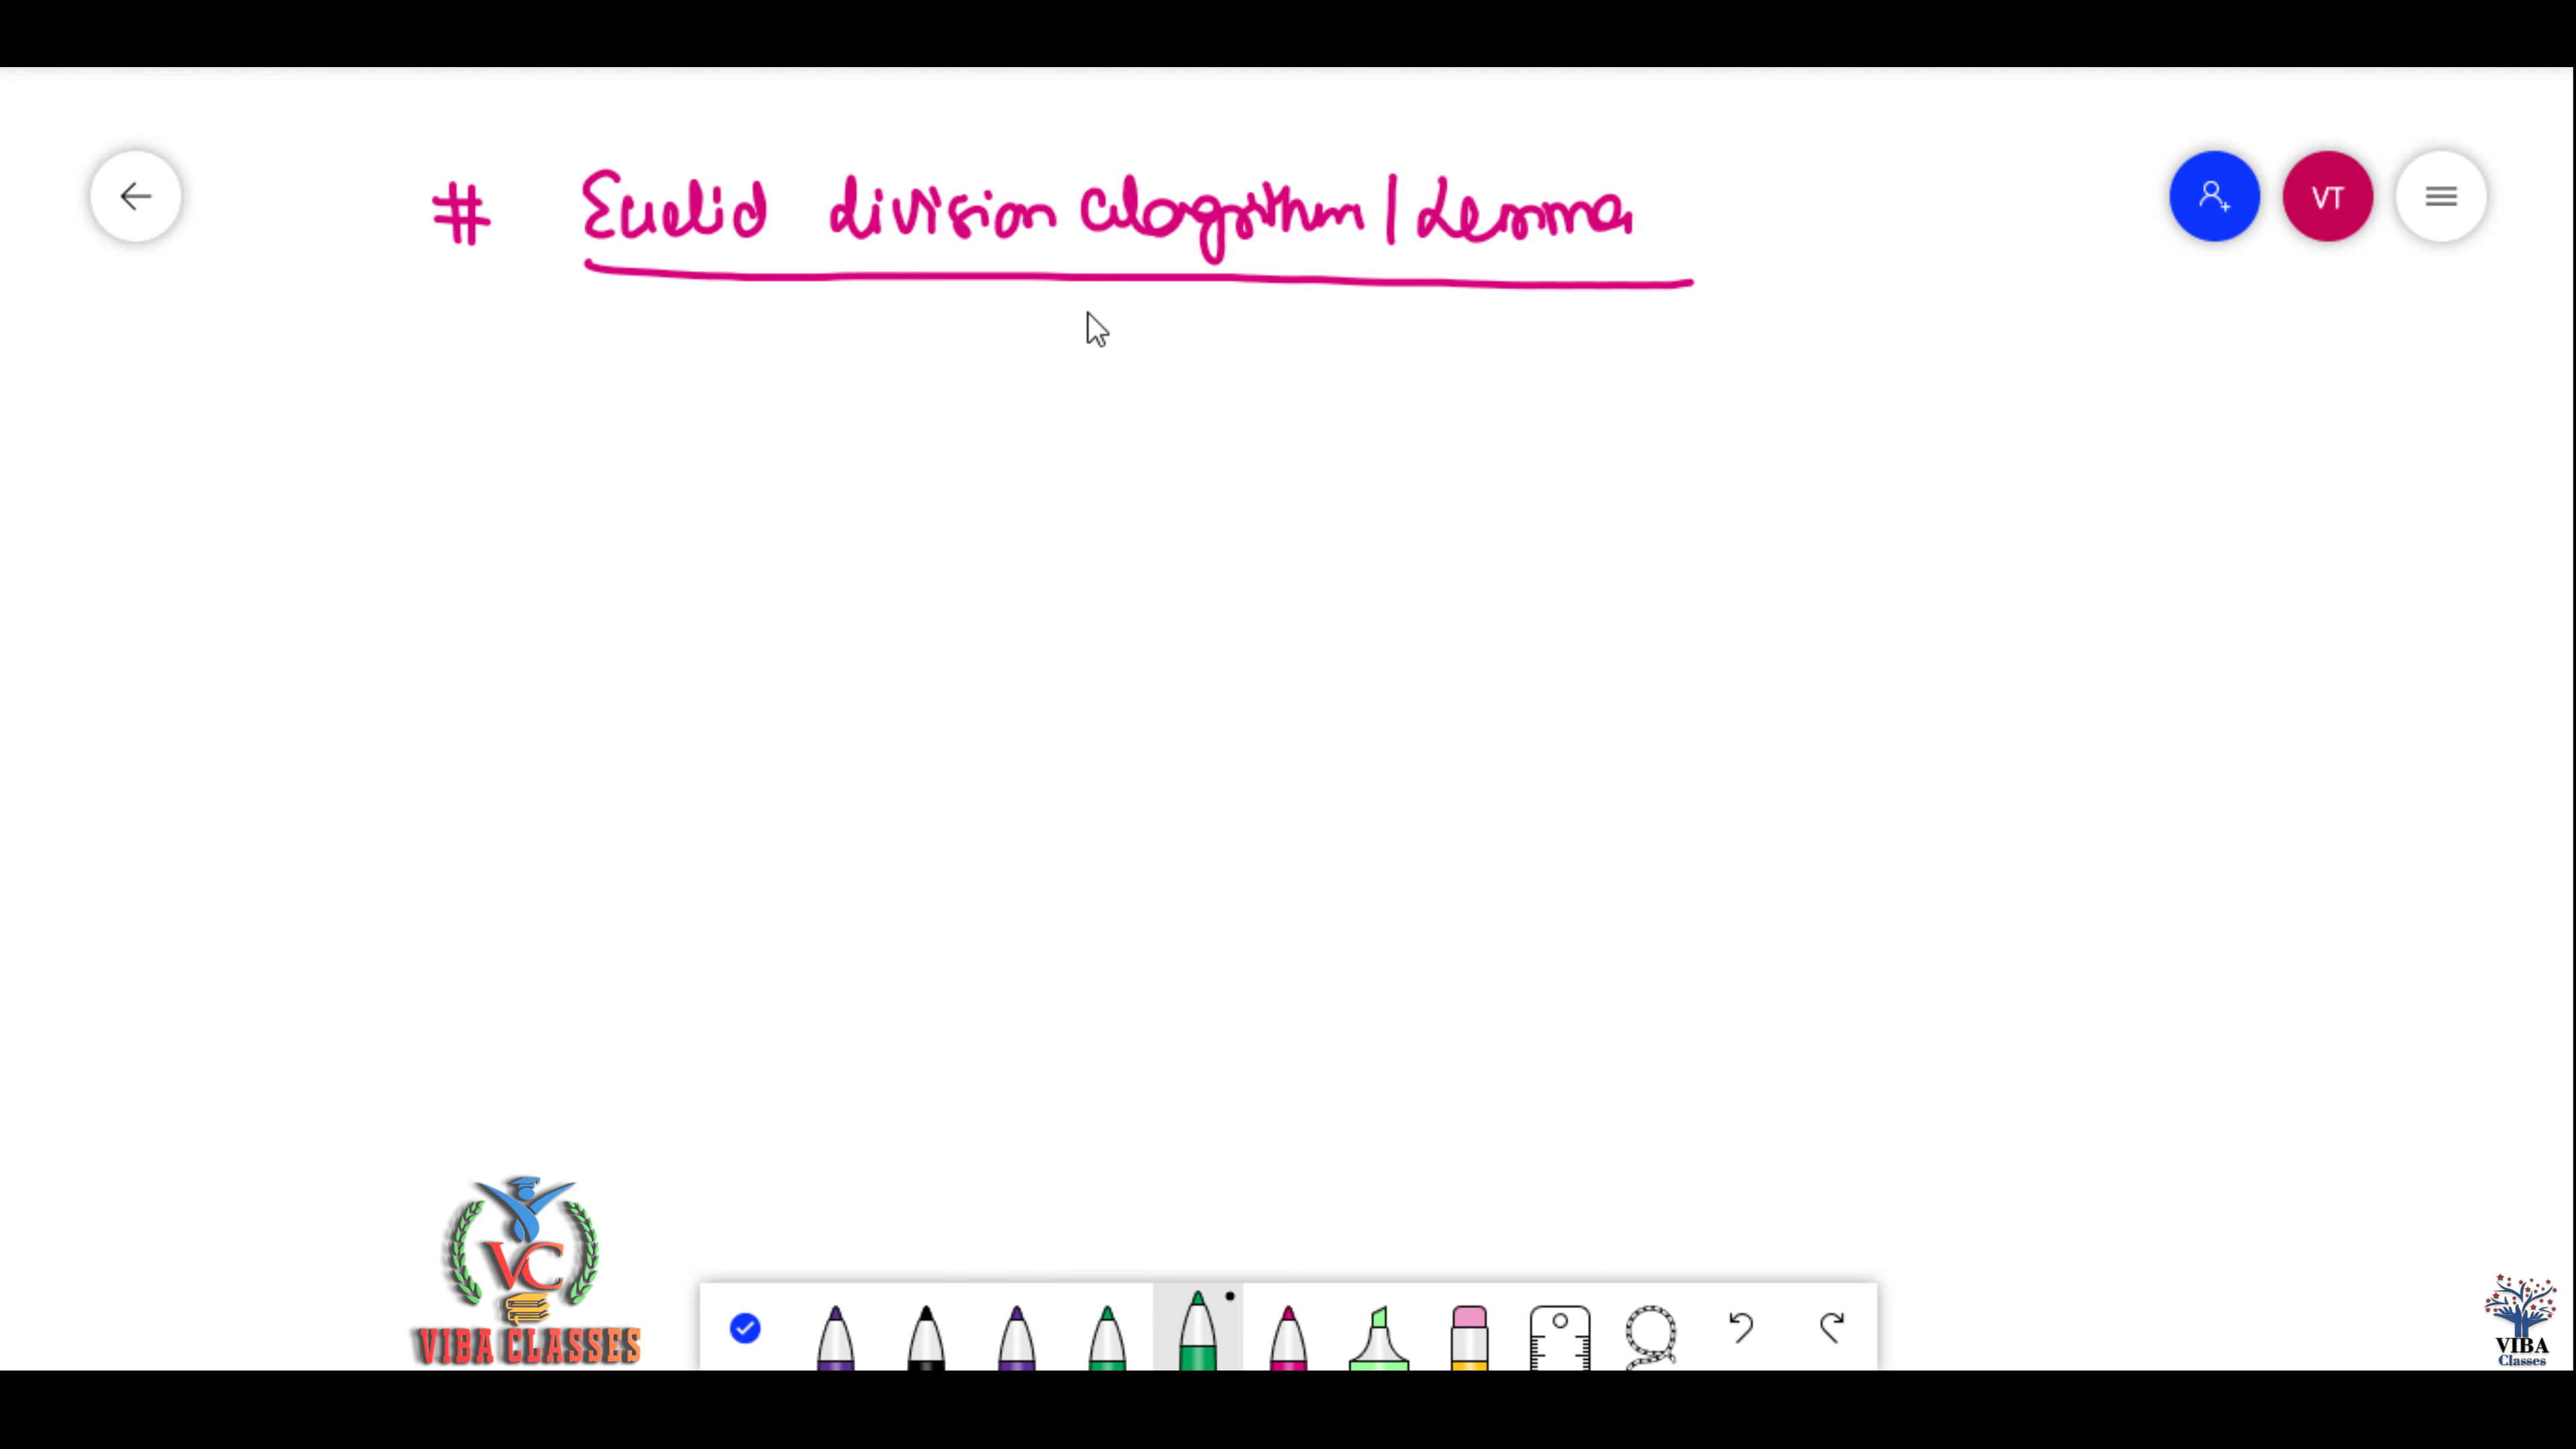 # Euclid division alogrithm | Lemma
VT
VC
VIBA CLASSES
VIBA
Classes